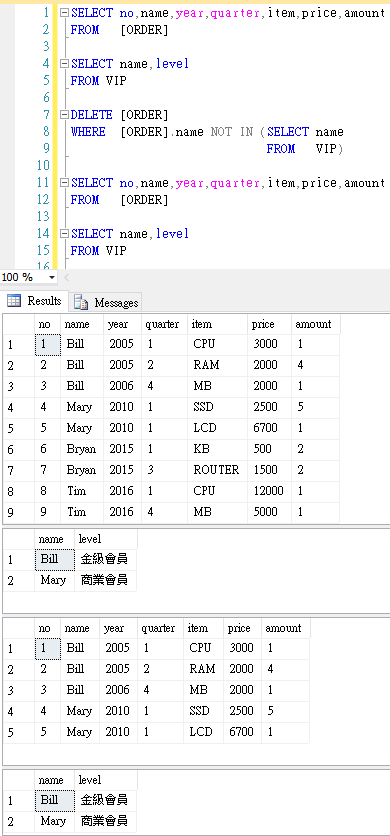 1 SELECT no,name,year,quarter,item,price,amount
2 FROM [ORDER]
3
4 SELECT name,level
5 FROM VIP
6
7 DELETE [ORDER]
8 WHERE [ORDER].name NOT IN (SELECT name
9 FROM VIP)
10
11 SELECT no,name,year,quarter,item,price,amount
12 FROM [ORDER]
13
14 SELECT name,level
15 FROM VIP
16
100 %
Results Messages
no name year quarter item price amount
1 1 Bill 2005 1 CPU 3000 1
2 2 Bill 2005 2 RAM 2000 4
3 3 Bill 2006 4 MB 2000 1
4 4 Mary 2010 1 SSD 2500 5
5 5 Mary 2010 1 LCD 6700 1
6 6 Bryan 2015 1 KB 500 2
7 7 Bryan 2015 3 ROUTER 1500 2
8 8 Tim 2016 1 CPU 12000 1
9 9 Tim 2016 4 MB 5000 1
name level
1 Bill 金級會員
2 Mary 商業會員
no name year quarter item price amount
1 1 Bill 2005 1 CPU 3000 1
2 2 Bill 2005 2 RAM 2000 4
3 3 Bill 2006 4 MB 2000 1
4 4 Mary 2010 1 SSD 2500 5
5 5 Mary 2010 1 LCD 6700 1
name level
1 Bill 金級會員
2 Mary 商業會員